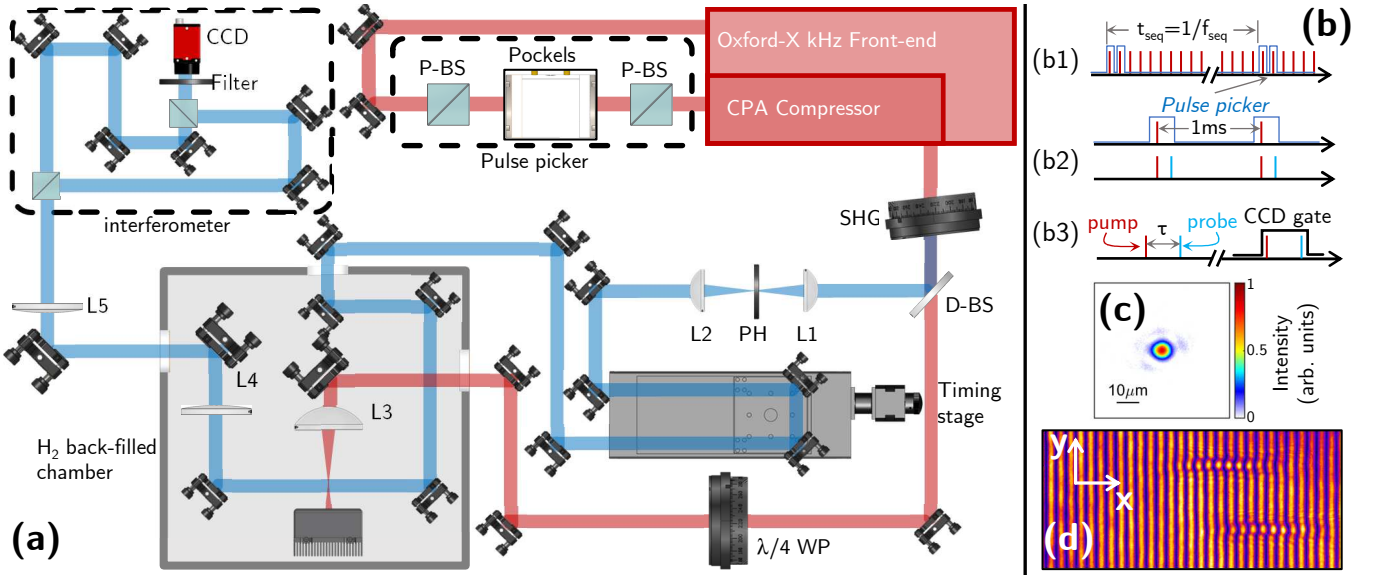 CCD
Filter
interferometer
P-BS
Pockels
P-BS
Pulse picker
Oxford-X kHz Front-end
CPA Compressor
SHG
D-BS
L2
PH
L1
Timing
stage
L5
L4
L3
H₂ back-filled
chamber
λ/4 WP
(a)
(b)
(b1)
t_seq=1/f_seq
Pulse picker
1ms
(b2)
(b3)
pump
τ
probe
CCD gate
(c)
10μm
1
0.5
0
Intensity
(arb. units)
y
x
(d)